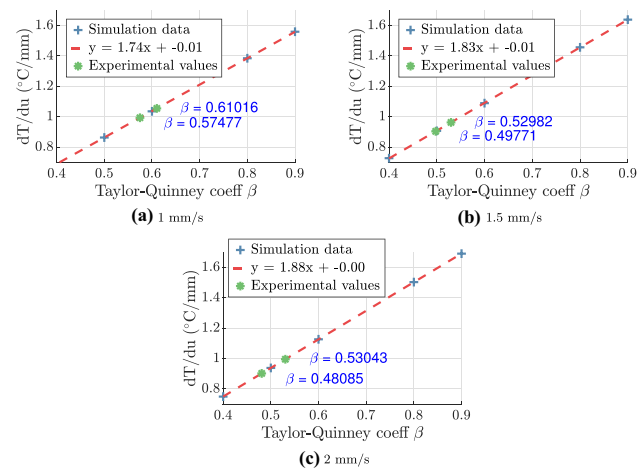 1.6
1.4
1.2
1
0.8
dT/du (°C/mm)
Simulation data
y = 1.74x + -0.01
Experimental values
β = 0.61016
β = 0.57477
0.4 0.5 0.6 0.7 0.8 0.9
Taylor-Quinney coeff β
(a) 1 mm/s
1.6
1.4
1.2
1
0.8
dT/du (°C/mm)
Simulation data
y = 1.83x + -0.01
Experimental values
β = 0.52982
β = 0.49771
0.4 0.5 0.6 0.7 0.8 0.9
Taylor-Quinney coeff β
(b) 1.5 mm/s
1.6
1.4
1.2
1
0.8
dT/du (°C/mm)
Simulation data
y = 1.88x + -0.00
Experimental values
β = 0.53043
β = 0.48085
0.4 0.5 0.6 0.7 0.8 0.9
Taylor-Quinney coeff β
(c) 2 mm/s